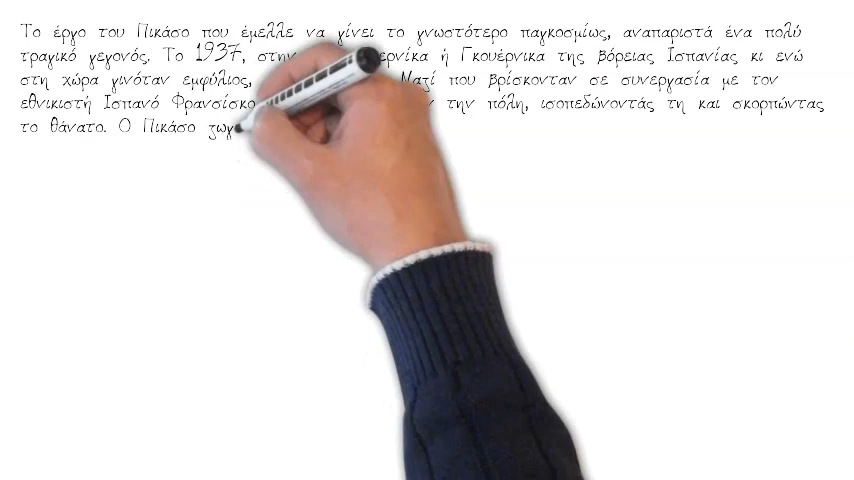 Το έργο του Πικάσο που έμελλε να γίνει το γνωστότερο παγκοσμίως, αναπαριστά ένα πολύ
τραγικό γεγονός. Το 1937, στην ή Γκουέρνικα της βόρειας Ισπανίας κι ενώ
στη χώρα γινόταν εμφύλιος, Ναζί που βρίσκονταν σε συνεργασία με τον
εθνικιστή Ισπανό Φρανσίσκο την πόλη, ισοπεδώνοντάς τη και σκορπώντας
το θάνατο. Ο Πικάσο